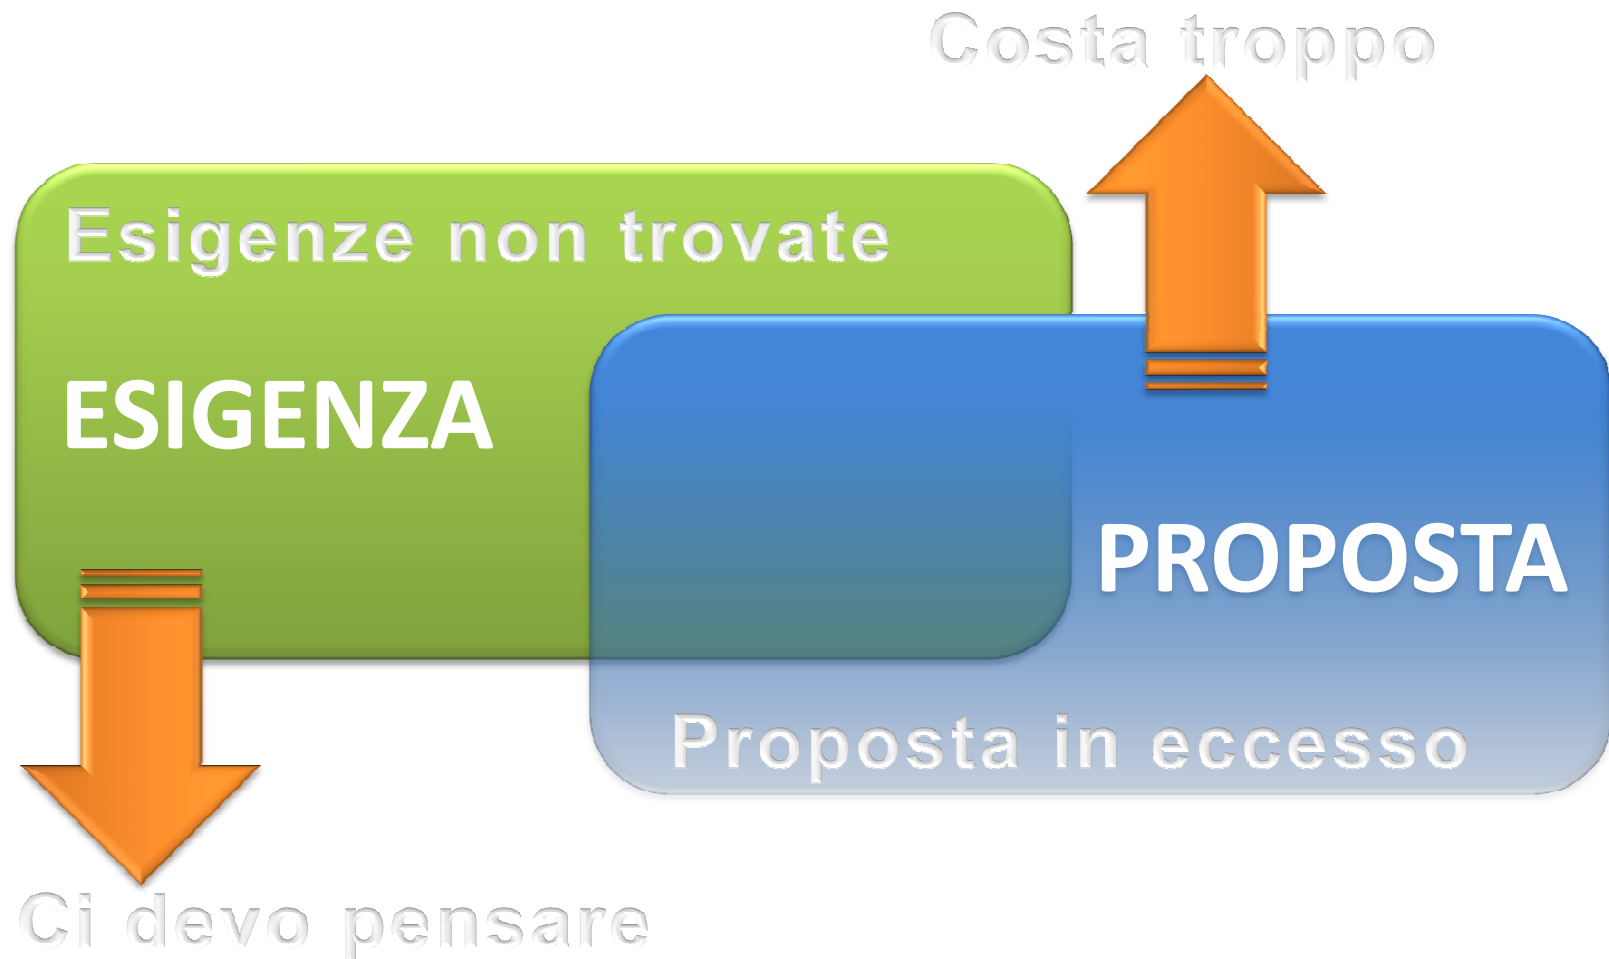 Costa troppo
Esigenze non trovate
ESIGENZA
PROPOSTA
Proposta in eccesso
Ci devo pensare